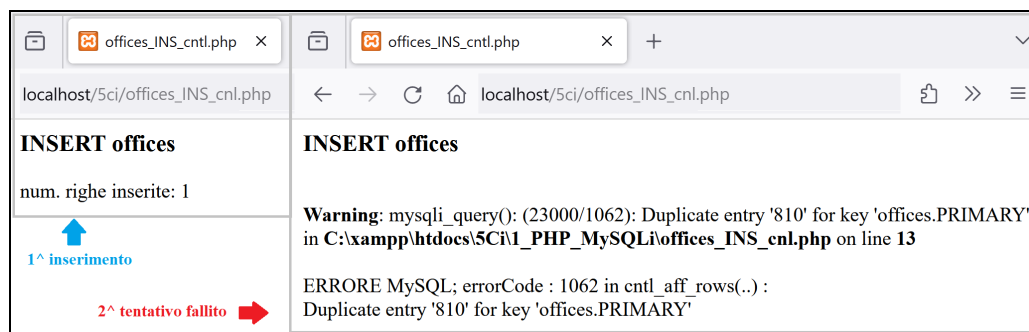 offices_INS_cntl.php
localhost/5ci/offices_INS_cnl.php
INSERT offices
num. righe inserite: 1
1^ inserimento
2^ tentativo fallito
offices_INS_cntl.php
localhost/5ci/offices_INS_cnl.php
INSERT offices
Warning: mysqli_query(): (23000/1062): Duplicate entry '810' for key 'offices.PRIMARY'
in C:\xampp\htdocs\5Ci\1_PHP_MySQLi\offices_INS_cnl.php on line 13
ERRORE MySQL; errorCode : 1062 in cntl_aff_rows(..) :
Duplicate entry '810' for key 'offices.PRIMARY'